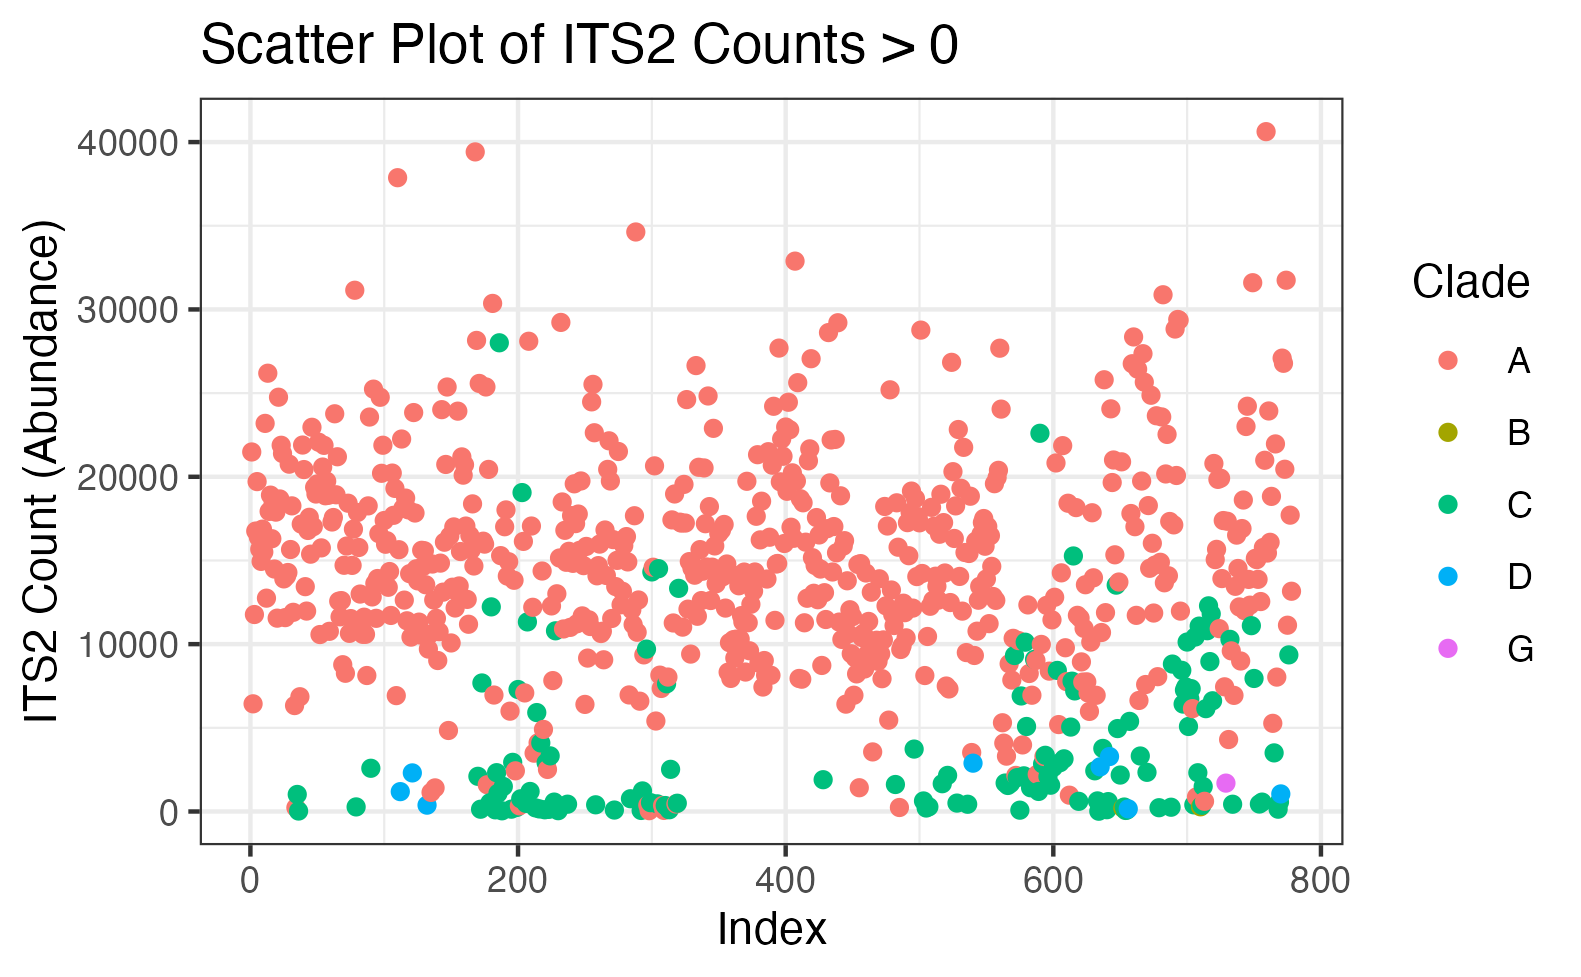 Scatter Plot of ITS2 Counts > 0
ITS2 Count (Abundance)
40000
30000
20000
10000
0
0
200
400
600
800
Index
Clade
A
B
C
D
G